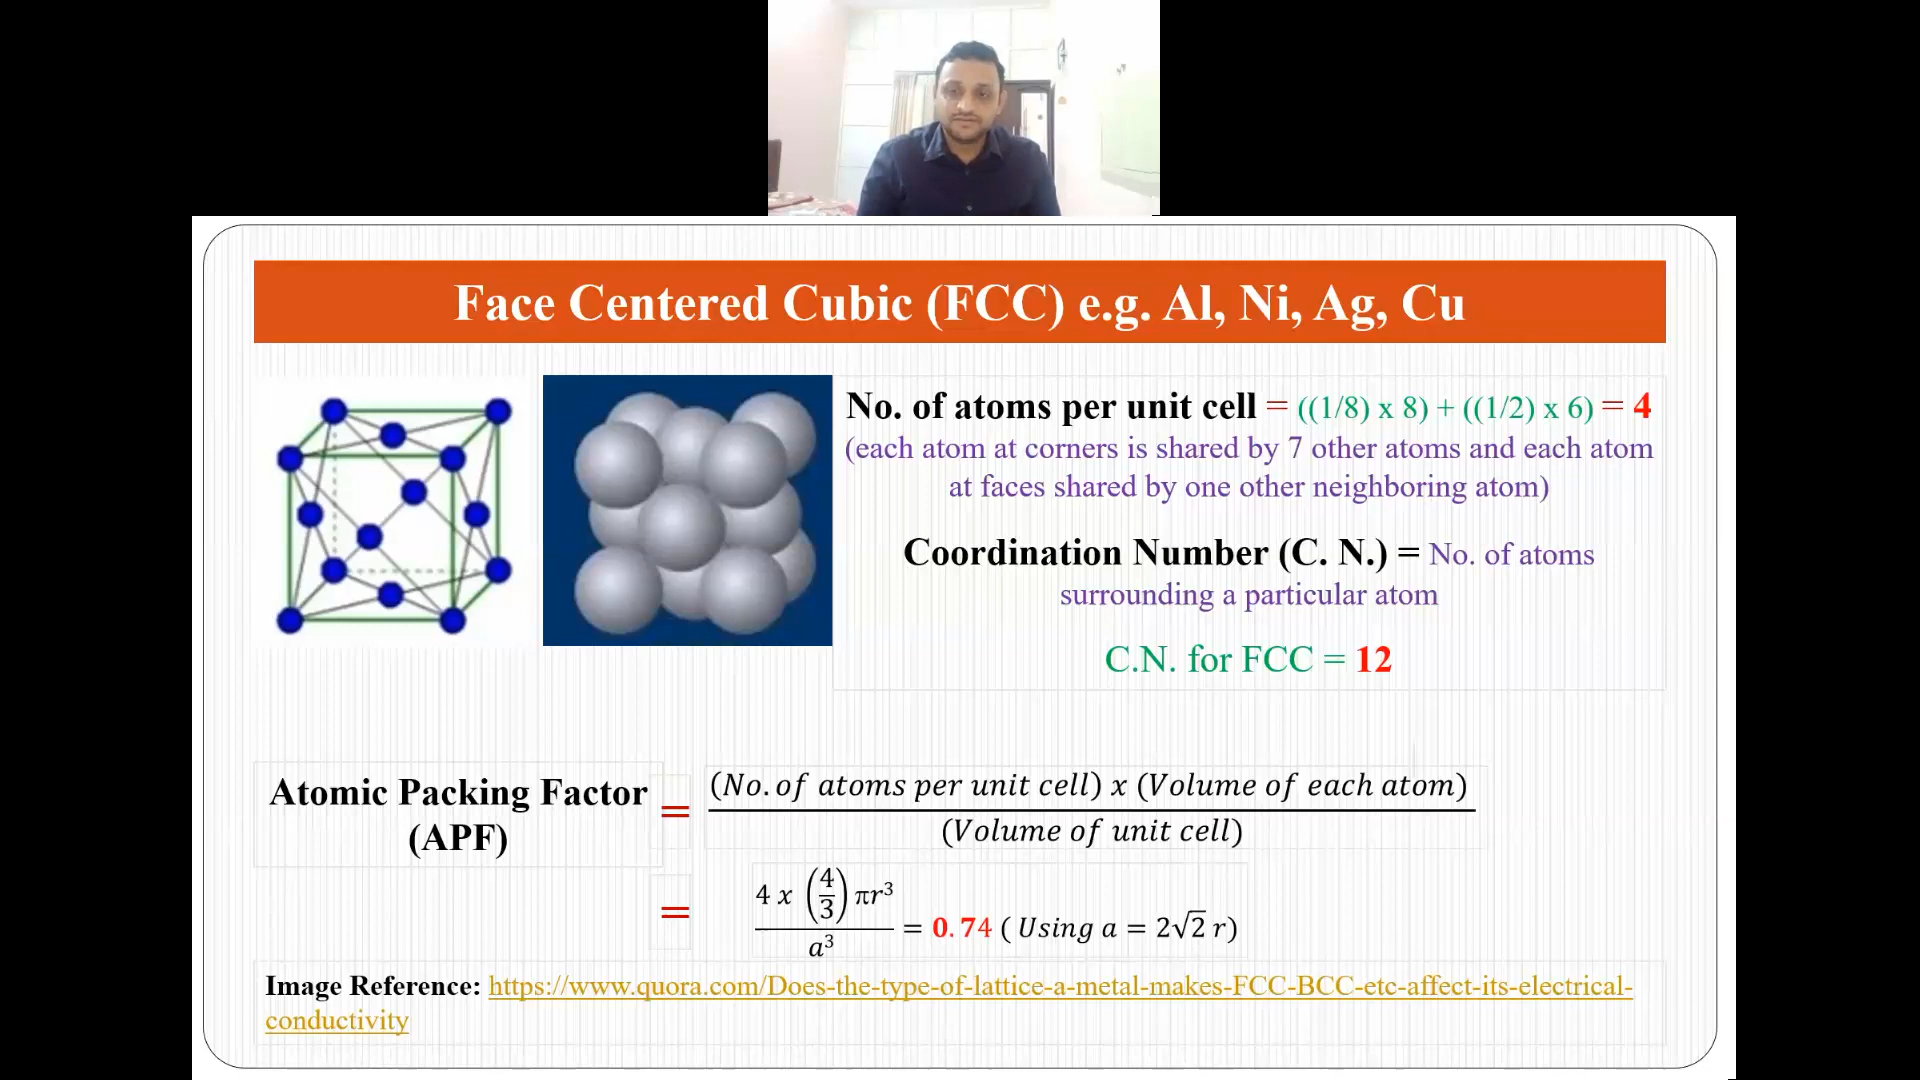 Face Centered Cubic (FCC) e.g. Al, Ni, Ag, Cu
No. of atoms per unit cell = ((1/8) x 8) + ((1/2) x 6) = 4
(each atom at corners is shared by 7 other atoms and each atom
at faces shared by one other neighboring atom)
Coordination Number (C. N.) = No. of atoms
surrounding a particular atom
C.N. for FCC = 12
Atomic Packing Factor
(APF)
=
(No. of atoms per unit cell) x (Volume of each atom)
(Volume of unit cell)
=
4 x (4/3) πr³
a³
= 0.74 ( Using a = 2√2 r)
Image Reference: https://www.quora.com/Does-the-type-of-lattice-a-metal-makes-FCC-BCC-etc-affect-its-electrical-
conductivity